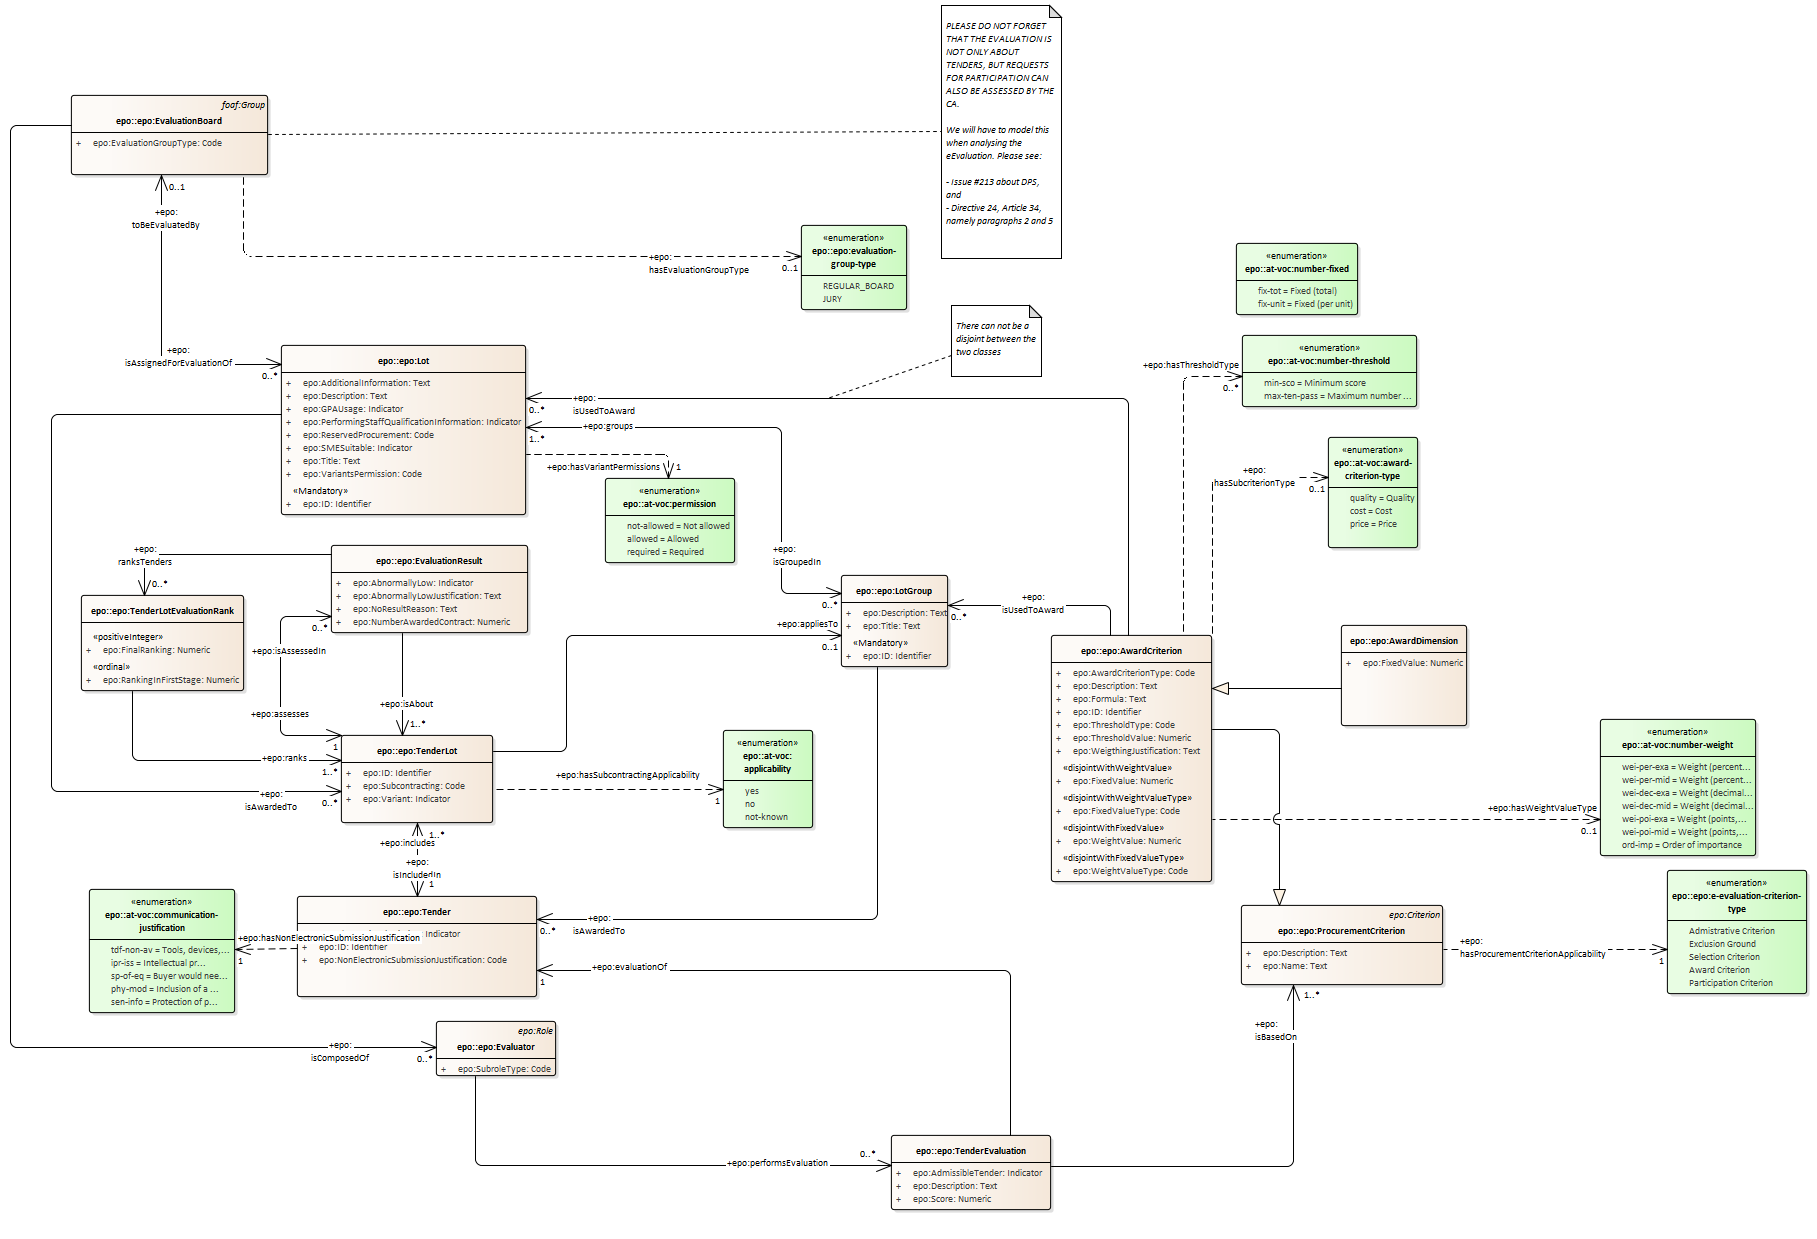 PLEASE DO NOT FORGET
THAT THE EVALUATION IS
NOT ONLY ABOUT
TENDERS, BUT REQUESTS
FOR PARTICIPATION CAN
ALSO BE ASSESSED BY THE
CA.
We will have to model this
when analysing the
eEvaluation. Please see:
- Issue #213 about DPS,
and
- Directive 24, Article 34,
namely paragraphs 2 and 5
foaf:Group
epo::epo:EvaluationBoard
+ epo:EvaluationGroupType: Code
0..1
+epo:
toBeEvaluatedBy
+epo:
hasEvaluationGroupType
0..1
«enumeration»
epo::epo:evaluation-
group-type
REGULAR_BOARD
JURY
«enumeration»
epo::at-voc:number-fixed
fix-tot = Fixed (total)
fix-unit = Fixed (per unit)
There can not be a
disjoint between the
two classes
+epo:
isAssignedForEvaluationOf
0..*
epo::epo:Lot
+ epo:AdditionalInformation: Text
+ epo:Description: Text
+ epo:GPAUsage: Indicator
+ epo:PerformingStaffQualificationInformation: Indicator
+ epo:ReservedProcurement: Code
+ epo:SMESuitable: Indicator
+ epo:Title: Text
+ epo:VariantsPermission: Code
«Mandatory»
+ epo:ID: Identifier
+epo:
isUsedToAward
0..*
+epo:groups
1..*
+epo:hasVariantPermissions
1
«enumeration»
epo::at-voc:permission
not-allowed = Not allowed
allowed = Allowed
required = Required
+epo:hasThresholdType
0..*
«enumeration»
epo::at-voc:number-threshold
min-sco = Minimum score
max-ten-pass = Maximum number ...
+epo:
hasSubcriterionType
0..1
«enumeration»
epo::at-voc:award-
criterion-type
quality = Quality
cost = Cost
price = Price
+epo:
ranksTenders
0..*
epo::epo:EvaluationResult
+ epo:AbnormallyLow: Indicator
+ epo:AbnormallyLowJustification: Text
+ epo:NoResultReason: Text
+ epo:NumberAwardedContract: Numeric
+epo:
isGroupedIn
0..*
epo::epo:LotGroup
+ epo:Description: Text
+ epo:Title: Text
«Mandatory»
+ epo:ID: Identifier
+epo:
isUsedToAward
0..*
epo::epo:TenderLotEvaluationRank
«positiveInteger»
+ epo:FinalRanking: Numeric
«ordinal»
+ epo:RankingInFirstStage: Numeric
0..*
+epo:isAssessedIn
+epo:assesses
1
+epo:isAbout
1..*
+epo:appliesTo
0..1
epo::epo:AwardCriterion
+ epo:AwardCriterionType: Code
+ epo:Description: Text
+ epo:Formula: Text
+ epo:ID: Identifier
+ epo:ThresholdType: Code
+ epo:ThresholdValue: Numeric
+ epo:WeigthingJustification: Text
«disjointWithWeightValue»
+ epo:FixedValue: Numeric
«disjointWithWeightValueType»
+ epo:FixedValueType: Code
«disjointWithFixedValue»
+ epo:WeightValue: Numeric
«disjointWithFixedValueType»
+ epo:WeightValueType: Code
epo::epo:AwardDimension
+ epo:FixedValue: Numeric
+epo:ranks
1..*
+epo:
isAwardedTo
0..*
epo::epo:TenderLot
+ epo:ID: Identifier
+ epo:Subcontracting: Code
+ epo:Variant: Indicator
+epo:hasSubcontractingApplicability
1
«enumeration»
epo::at-voc:
applicability
yes
no
not-known
+epo:hasWeightValueType
0..1
«enumeration»
epo::at-voc:number-weight
wei-per-exa = Weight (percent...
wei-per-mid = Weight (percent...
wei-dec-exa = Weight (decimal...
wei-dec-mid = Weight (decimal...
wei-poi-exa = Weight (points,...
wei-poi-mid = Weight (points,...
ord-imp = Order of importance
1..*
+epo:includes
+epo:
isIncludedIn
1
«enumeration»
epo::at-voc:communication-
justification
tdf-non-av = Tools, devices,...
ipr-iss = Intellectual pr...
sp-of-eq = Buyer would nee...
phy-mod = Inclusion of a ...
sen-info = Protection of p...
+epo:hasNonElectronicSubmissionJustification
1
epo::epo:Tender
Indicator
+ epo:ID: Identifier
+ epo:NonElectronicSubmissionJustification: Code
+epo:
isAwardedTo
0..*
+epo:evaluationOf
1
epo:Criterion
epo::epo:ProcurementCriterion
+ epo:Description: Text
+ epo:Name: Text
+epo:
hasProcurementCriterionApplicability
1
«enumeration»
epo::epo:e-evaluation-criterion-
type
Admistrative Criterion
Exclusion Ground
Selection Criterion
Award Criterion
Participation Criterion
1..*
+epo:
isBasedOn
+epo:
isComposedOf
0..*
epo:Role
epo::epo:Evaluator
+ epo:SubroleType: Code
+epo:performsEvaluation
0..*
epo::epo:TenderEvaluation
+ epo:AdmissibleTender: Indicator
+ epo:Description: Text
+ epo:Score: Numeric